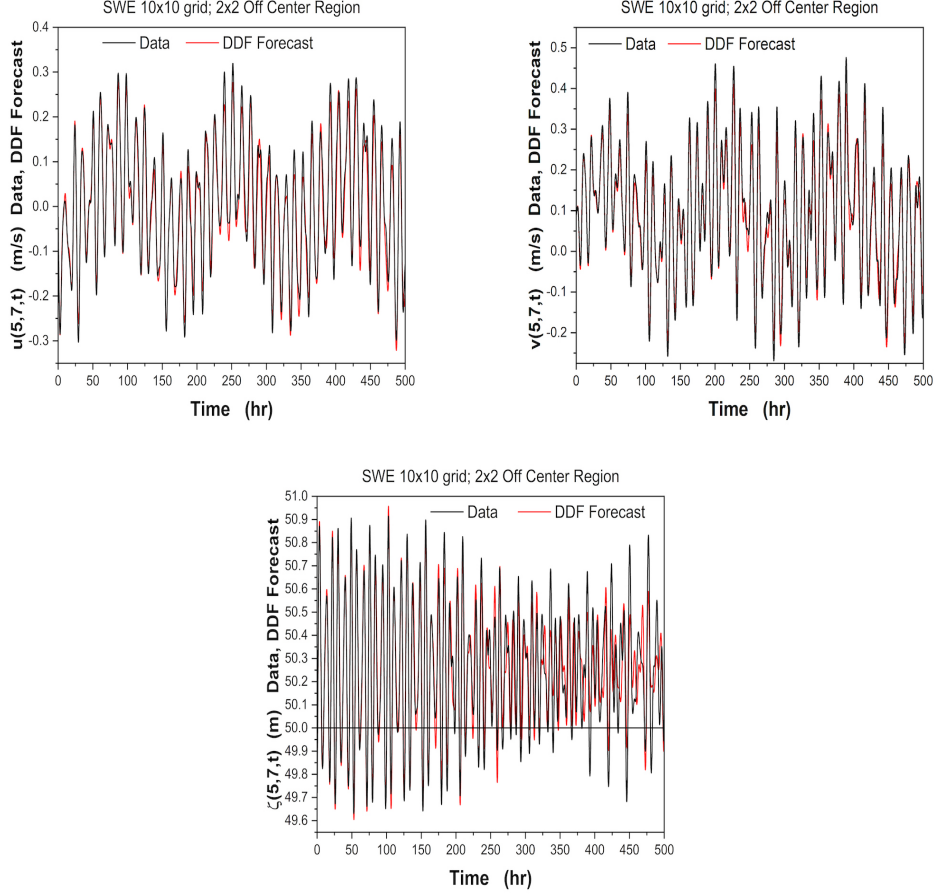 SWE 10x10 grid; 2x2 Off Center Region
Data DDF Forecast
u(5,7,t) (m/s) Data, DDF Forecast
0.4
0.3
0.2
0.1
0.0
-0.1
-0.2
-0.3
0 50 100 150 200 250 300 350 400 450 500
Time (hr)
SWE 10x10 grid; 2x2 Off Center Region
Data DDF Forecast
v(5,7,t) (m/s) Data, DDF Forecast
0.5
0.4
0.3
0.2
0.1
0.0
-0.1
-0.2
0 50 100 150 200 250 300 350 400 450 500
Time (hr)
SWE 10x10 grid; 2x2 Off Center Region
Data DDF Forecast
ζ(5,7,t) (m) Data, DDF Forecast
51.0
50.9
50.8
50.7
50.6
50.5
50.4
50.3
50.2
50.1
50.0
49.9
49.8
49.7
49.6
0 50 100 150 200 250 300 350 400 450 500
Time (hr)